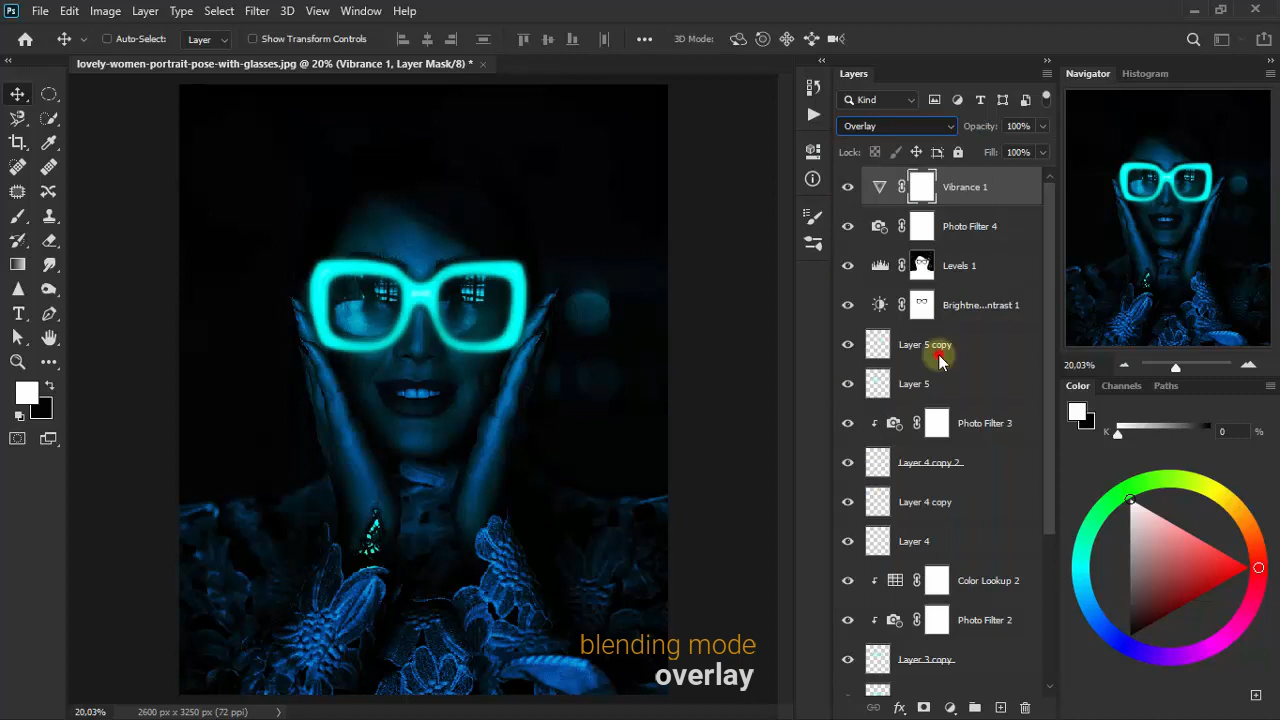 Ps File Edit Image Layer Type Select Filter 3D View Window Help
Auto-Select: Layer Show Transform Controls 3D Mode:
lovely-women-portrait-pose-with-glasses.jpg @ 20% (Vibrance 1, Layer Mask/8) *
Layers
Kind
Overlay Opacity: 100%
Lock: Fill: 100%
Vibrance 1
Photo Filter 4
Levels 1
Brightne...ntrast 1
Layer 5 copy
Layer 5
Photo Filter 3
Layer 4 copy 2
Layer 4 copy
Layer 4
Color Lookup 2
Photo Filter 2
Layer 3 copy
Navigator Histogram
20,03%
Color Channels Paths
K 0 %
blending mode
overlay
20,03% 2600 px x 3250 px (72 ppi)